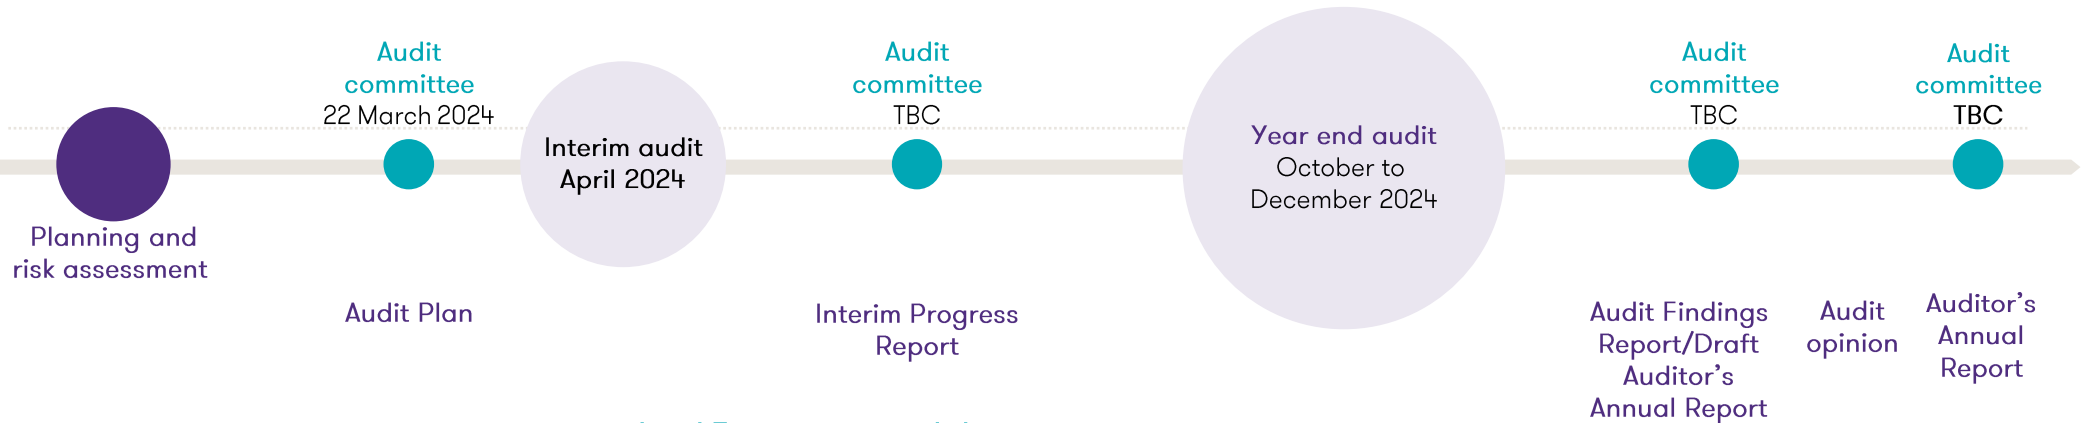 Planning and
risk assessment
Audit
committee
22 March 2024
Audit Plan
Interim audit
April 2024
Audit
committee
TBC
Interim Progress
Report
Year end audit
October to
December 2024
Audit
committee
TBC
Audit Findings
Report/Draft
Auditor’s
Annual Report
Audit
opinion
Audit
committee
TBC
Auditor’s
Annual
Report